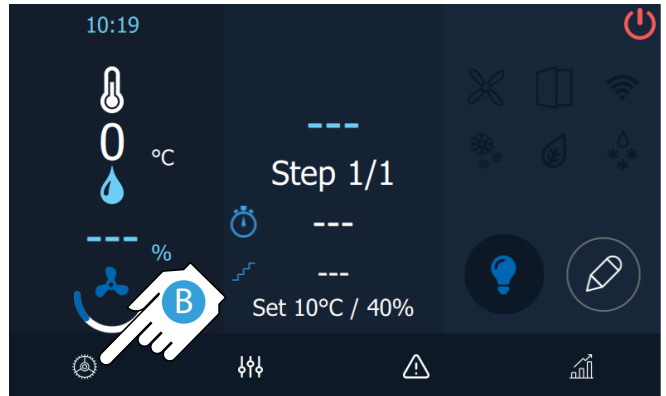 10:19
0 °C
--- %
---
Step 1/1
---
---
Set 10°C / 40%
B